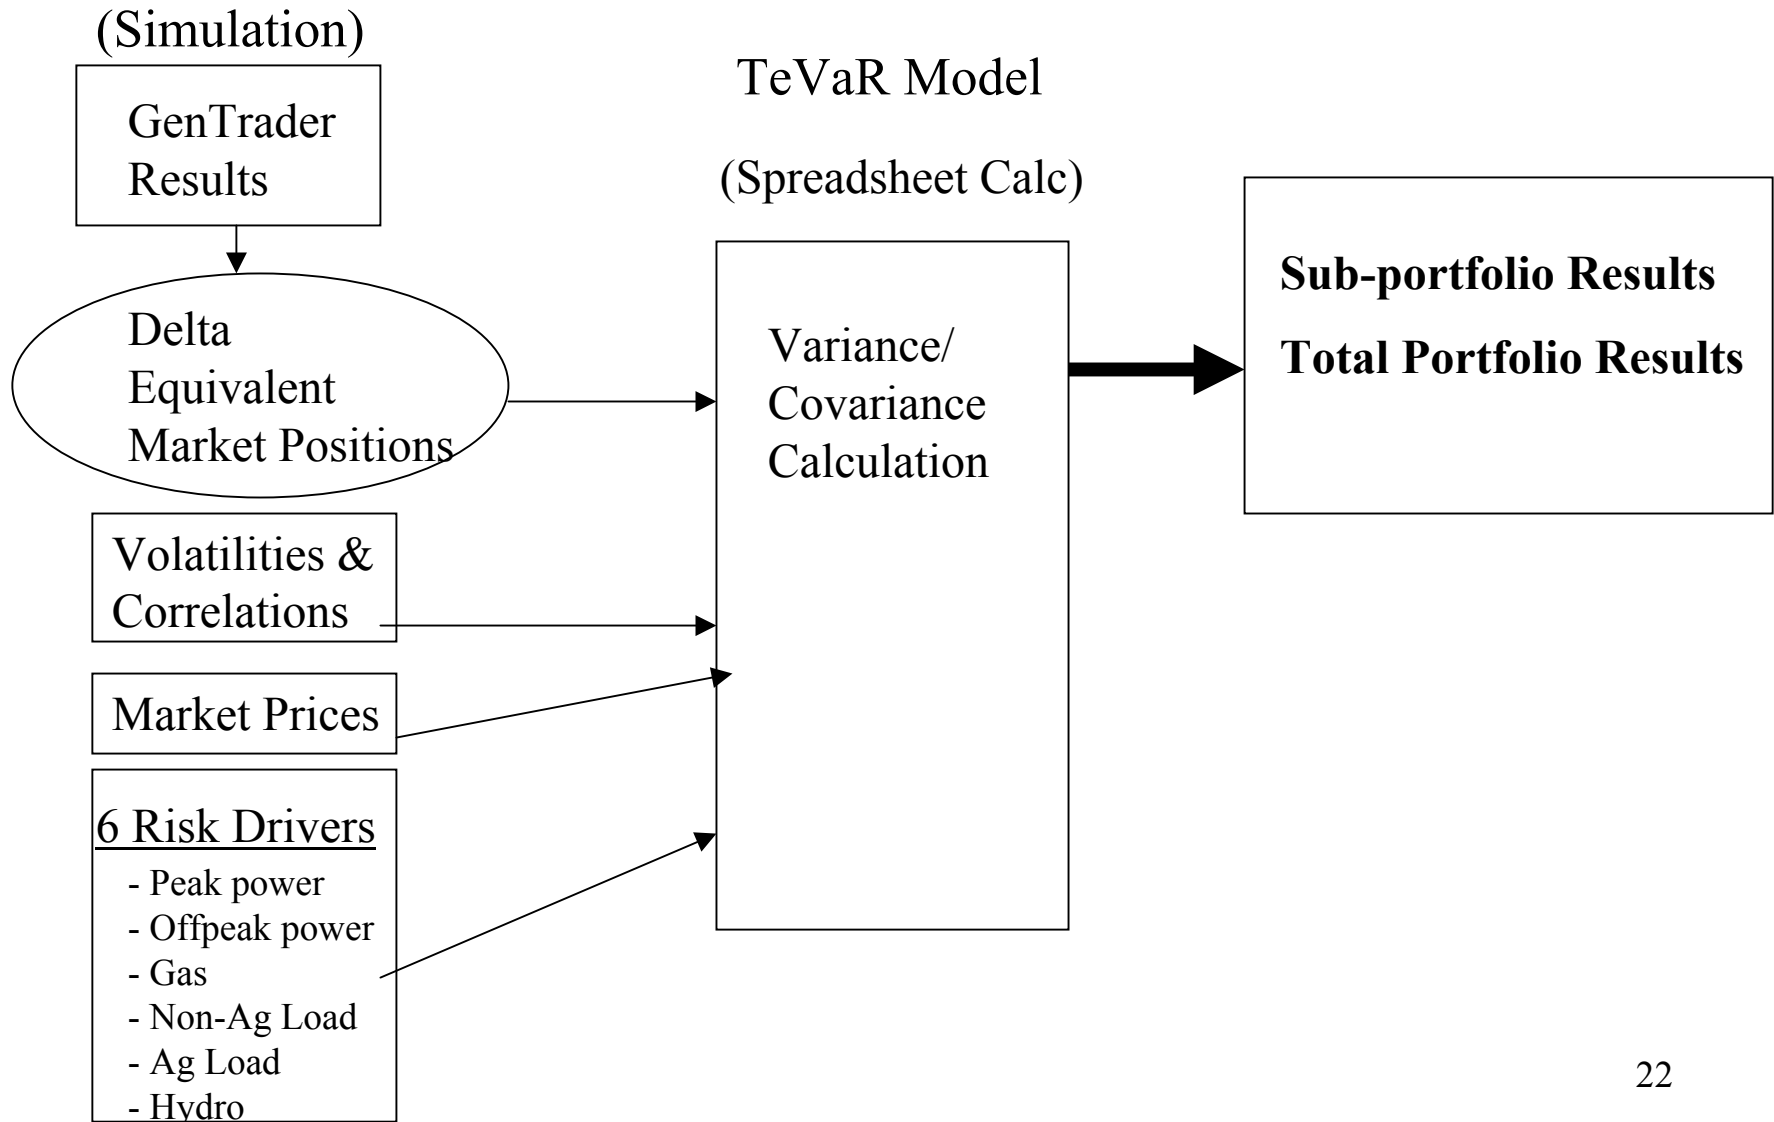 (Simulation)
GenTrader
Results
Delta
Equivalent
Market Positions
Volatilities &
Correlations
Market Prices
6 Risk Drivers
- Peak power
- Offpeak power
- Gas
- Non-Ag Load
- Ag Load
- Hydro
TeVaR Model
(Spreadsheet Calc)
Variance/
Covariance
Calculation
Sub-portfolio Results
Total Portfolio Results
22